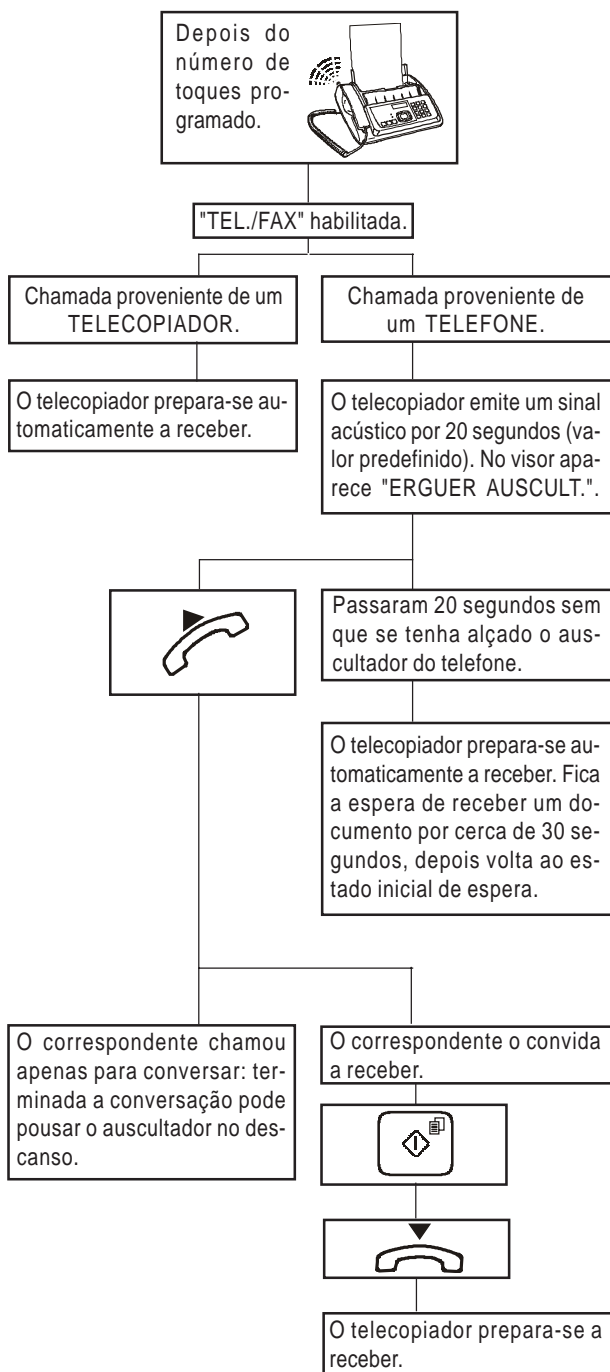 Depois do
número de
toques pro-
gramado.
"TEL./FAX" habilitada.
Chamada proveniente de um
TELECOPIADOR.
Chamada proveniente de
um TELEFONE.
O telecopiador prepara-se au-
tomaticamente a receber.
O telecopiador emite um sinal
acústico por 20 segundos (va-
lor predefinido). No visor apa-
rece "ERGUER AUSCULT.".
Passaram 20 segundos sem
que se tenha alçado o aus-
cultador do telefone.
O telecopiador prepara-se au-
tomaticamente a receber. Fica
a espera de receber um do-
cumento por cerca de 30 se-
gundos, depois volta ao es-
tado inicial de espera.
O correspondente chamou
apenas para conversar: ter-
minada a conversação pode
pousar o auscultador no des-
canso.
O correspondente o convida
a receber.
O telecopiador prepara-se a
receber.